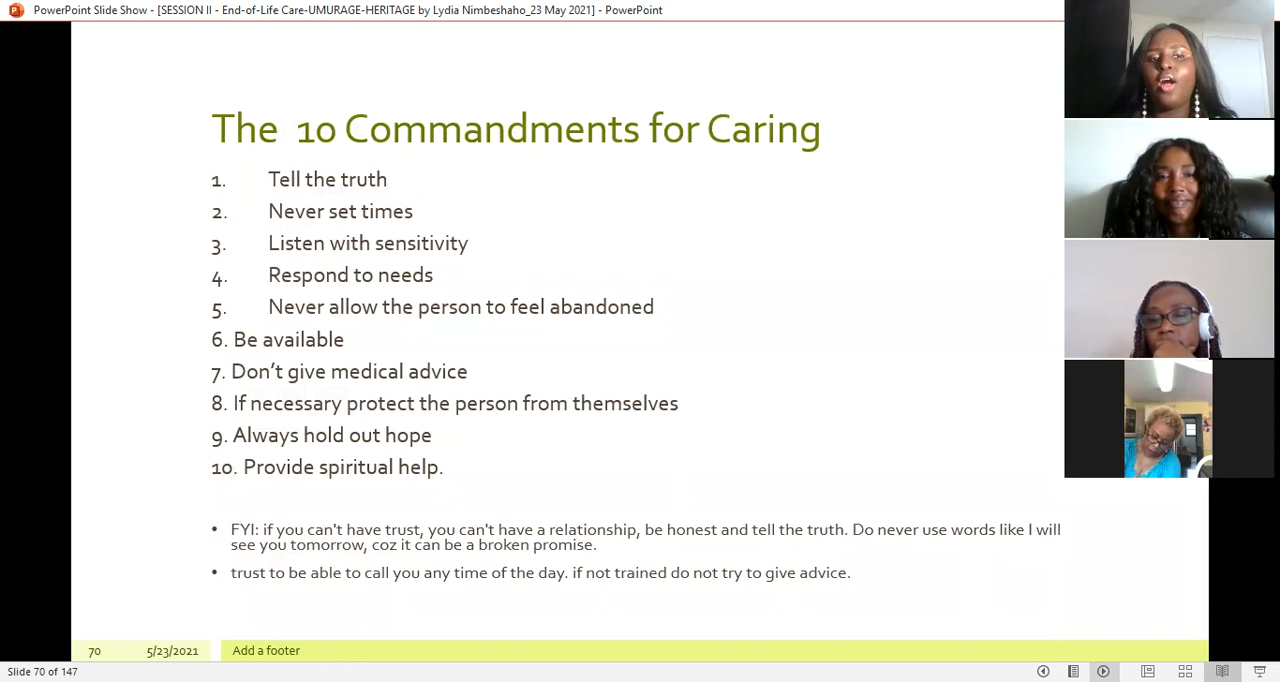 PowerPoint Slide Show - [SESSION II - End-of-Life Care-UMURAGE-HERITAGE by Lydia Nimbeshaho_23 May 2021] - PowerPoint
The 10 Commandments for Caring
1. Tell the truth
2. Never set times
3. Listen with sensitivity
4. Respond to needs
5. Never allow the person to feel abandoned
6. Be available
7. Don't give medical advice
8. If necessary protect the person from themselves
9. Always hold out hope
10. Provide spiritual help.
• FYI: if you can't have trust, you can't have a relationship, be honest and tell the truth. Do never use words like I will
see you tomorrow, coz it can be a broken promise.
• trust to be able to call you any time of the day. if not trained do not try to give advice.
70 5/23/2021 Add a footer
Slide 70 of 147